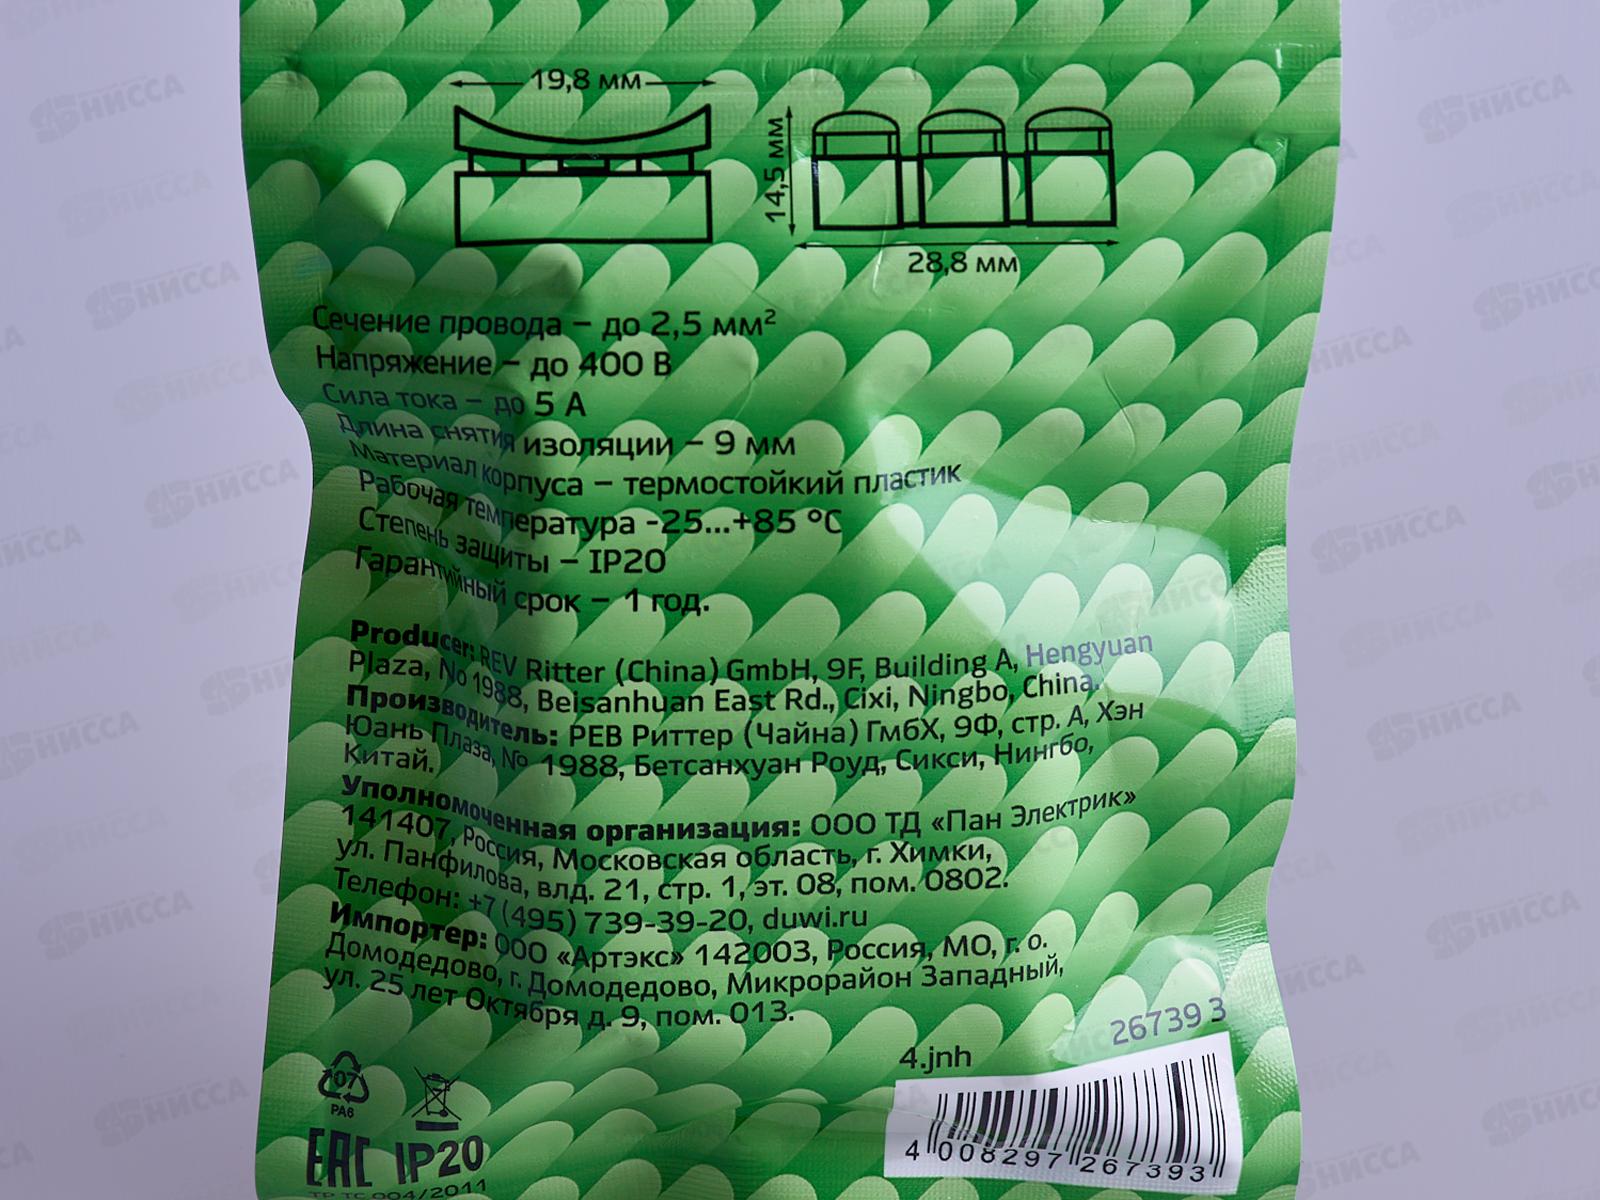 19,8 мм
14,5 мм
28,8 мм
Сечение провода – до 2,5 мм²
Напряжение – до 400 В
Сила тока – до 5 А
Длина снятия изоляции – 9 мм
Материал корпуса – термостойкий пластик
Рабочая температура -25...+85 °C
Степень защиты – IP20
Гарантийный срок – 1 год.
Producer: REV Ritter (China) GmbH, 9F, Building A, Hengyuan
Plaza, No 1988, Beisanhuan East Rd., Cixi, Ningbo, China.
Производитель: РЕВ Риттер (Чайна) ГмбХ, 9Ф, стр. А, Хэн
Юань Плаза, № 1988, Бетсанхуан Роуд, Сикси, Нингбо,
Китай.
Уполномоченная организация: ООО ТД «Пан Электрик»
141407, Россия, Московская область, г. Химки,
ул. Панфилова, влд. 21, стр. 1, эт. 08, пом. 0802.
Телефон: +7 (495) 739-39-20, duwi.ru
Импортер: ООО «Артэкс» 142003, Россия, МО, г. о.
Домодедово, г. Домодедово, Микрорайон Западный,
ул. 25 лет Октября д. 9, пом. 013.
26739 3
4.jnh
07
PA6
EAC IP20
ТР ТС 004/2011
4 008297 267393
НИССА